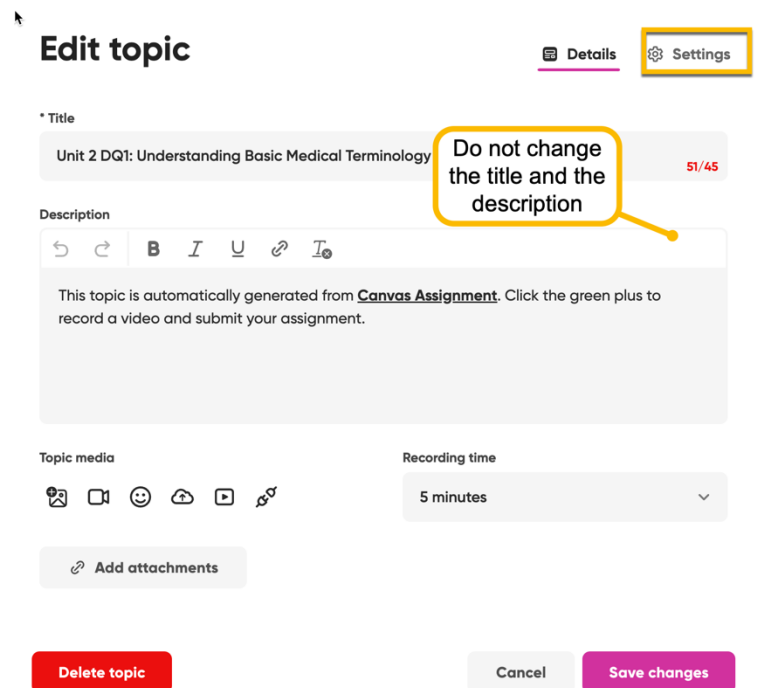 Edit topic
Details
Settings
* Title
Unit 2 DQ1: Understanding Basic Medical Terminology
51/45
Do not change
the title and the
description
Description
B I U T
This topic is automatically generated from Canvas Assignment. Click the green plus to
record a video and submit your assignment.
Topic media
Recording time
5 minutes
Add attachments
Delete topic
Cancel
Save changes